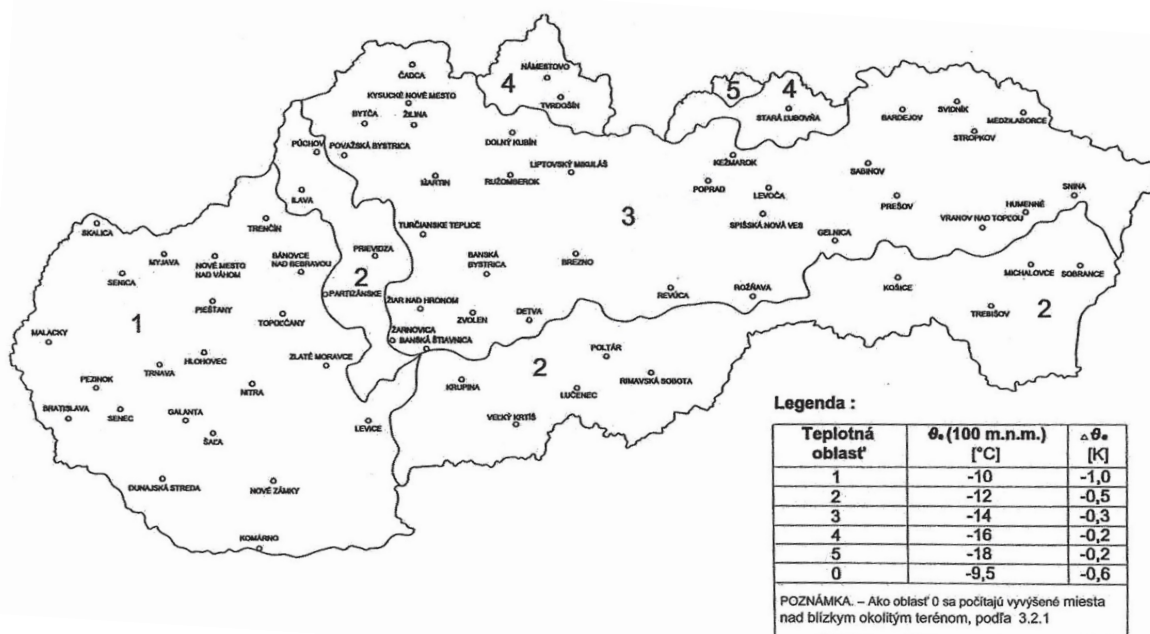 NÁMESTOVO
4
TVRDOŠÍN
ČADCA
KYSUCKÉ NOVÉ MESTO
BYTČA
ŽILINA
5
4
STARÁ ĽUBOVŇA
BARDEJOV
SVIDNÍK
MEDZILABORCE
STROPKOV
PÚCHOV
POVAŽSKÁ BYSTRICA
DOLNÝ KUBÍN
LIPTOVSKÝ MIKULÁŠ
MARTIN
RUŽOMBEROK
KEŽMAROK
POPRAD
LEVOČA
SABINOV
PREŠOV
SNINA
HUMENNÉ
VRANOV NAD TOPĽOU
ILAVA
TRENČÍN
SKALICA
TURČIANSKE TEPLICE
3
SPIŠSKÁ NOVÁ VES
GELNICA
MYJAVA
NOVÉ MESTO
NAD VÁHOM
BÁNOVCE
NAD BEBRAVOU
PRIEVIDZA
2
BANSKÁ
BYSTRICA
BREZNO
SENICA
PARTIZÁNSKE
REVÚCA
ROŽŇAVA
KOŠICE
MICHALOVCE
SOBRANCE
TREBIŠOV
2
PIEŠŤANY
1
TOPOĽČANY
ŽIAR NAD HRONOM
ZVOLEN
DETVA
MALACKY
ŽARNOVICA
BANSKÁ ŠTIAVNICA
HLOHOVEC
ZLATÉ MORAVCE
TRNAVA
POLTÁR
2
RIMAVSKÁ SOBOTA
KRUPINA
LUČENEC
PEZINOK
NITRA
BRATISLAVA
SENEC
GALANTA
LEVICE
VEĽKÝ KRTÍŠ
ŠAĽA
DUNAJSKÁ STREDA
NOVÉ ZÁMKY
KOMÁRNO
Legenda :
Teplotná oblasť θe (100 m.n.m.) [°C] △θe [K]
1 -10 -1,0
2 -12 -0,5
3 -14 -0,3
4 -16 -0,2
5 -18 -0,2
0 -9,5 -0,6
POZNÁMKA. – Ako oblasť 0 sa počítajú vyvýšené miesta
nad blízkym okolitým terénom, podľa 3.2.1